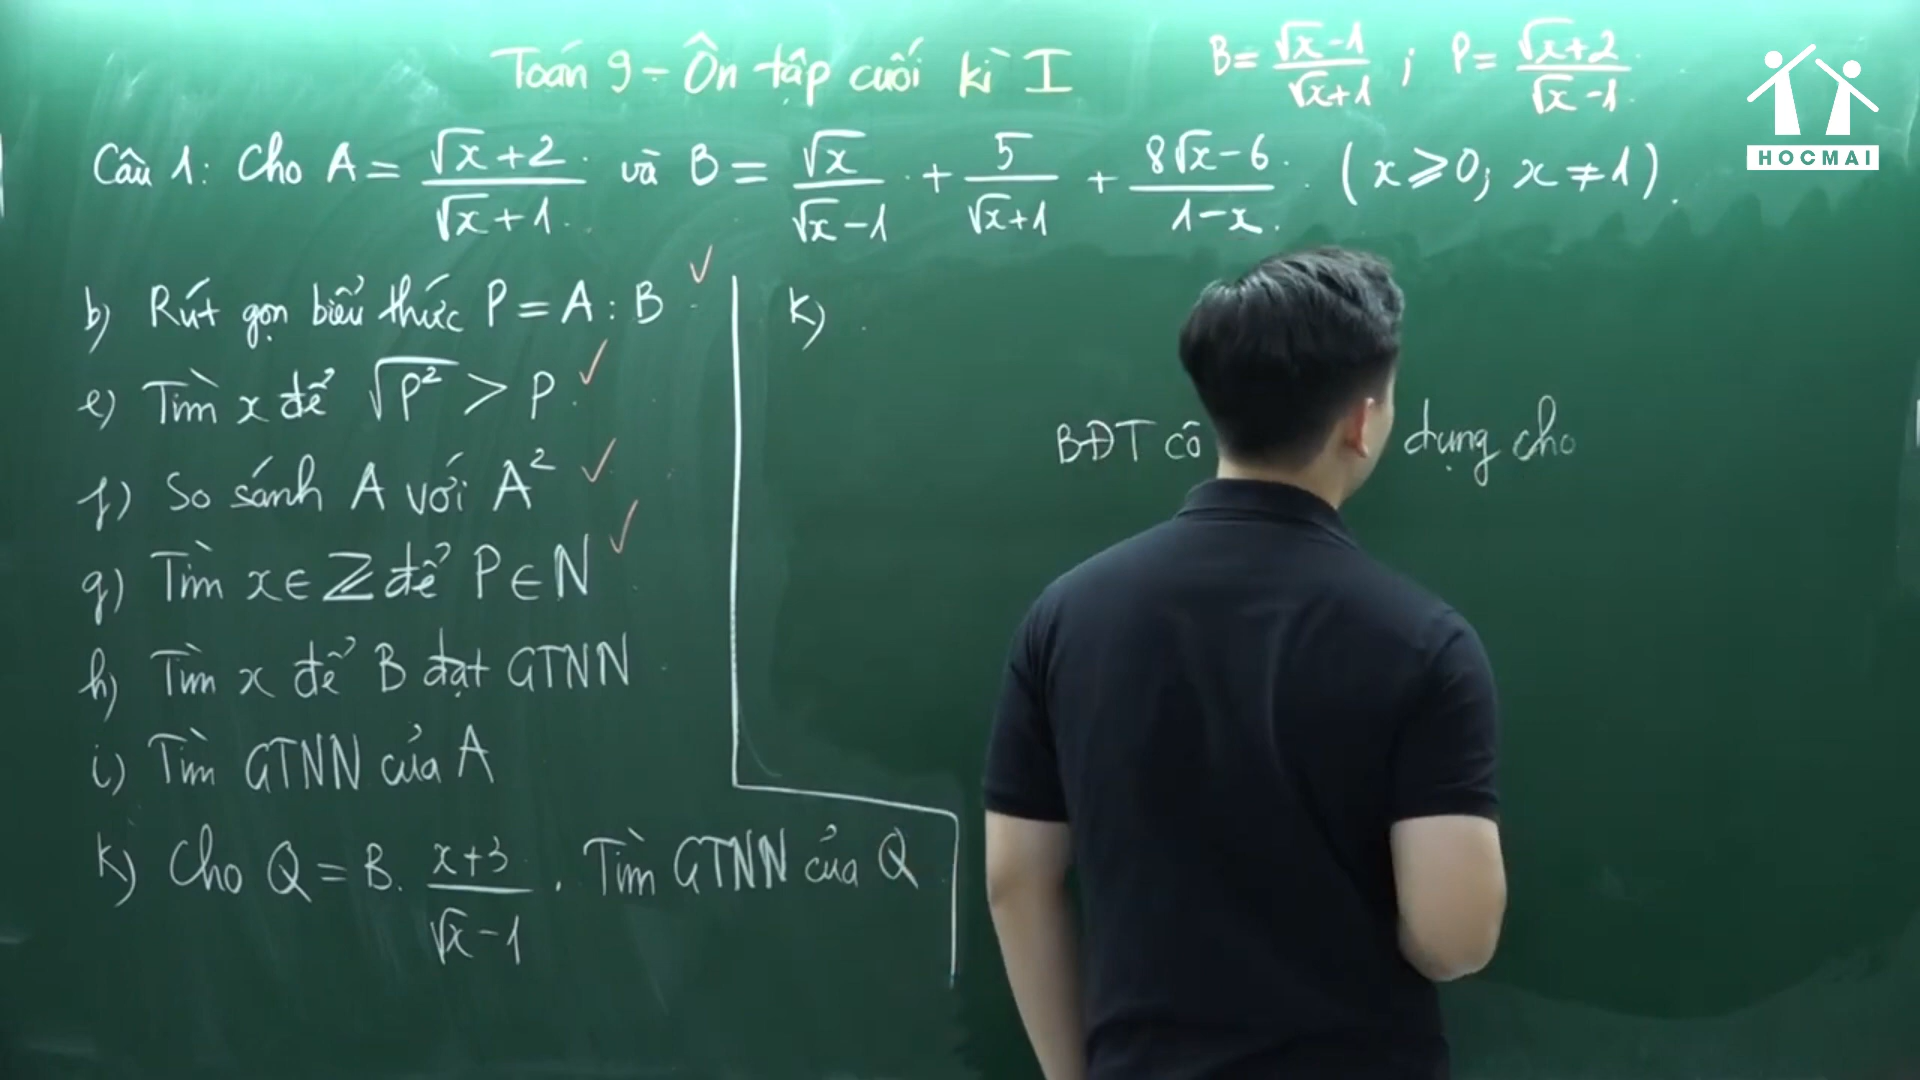 Toán 9 - Ôn tập cuối kì I
B = (√x - 1)/(√x + 1) ; P = (√x + 2)/(√x - 1)
HOCMAI
Câu 1: Cho A = (√x + 2)/(√x + 1) và B = √x/(√x - 1) + 5/(√x + 1) + (8√x - 6)/(1 - x) (x ⩾ 0; x ≠ 1).
b) Rút gọn biểu thức P = A : B ✓
e) Tìm x để √(P²) > P ✓
f) So sánh A với A² ✓
g) Tìm x ∈ Z để P ∈ N ✓
h) Tìm x để B đạt GTNN
i) Tìm GTNN của A
k) Cho Q = B. (x + 3)/(√x - 1) . Tìm GTNN của Q
k)
BĐT cô dụng cho